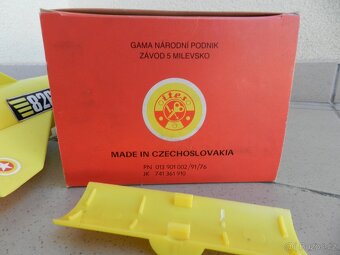 GAMA NÁRODNÍ PODNIK
ZÁVOD 5 MILEVSKO
ites
MADE IN CZECHOSLOVAKIA
PN 013 901 002/91/76
JK 741 361 910